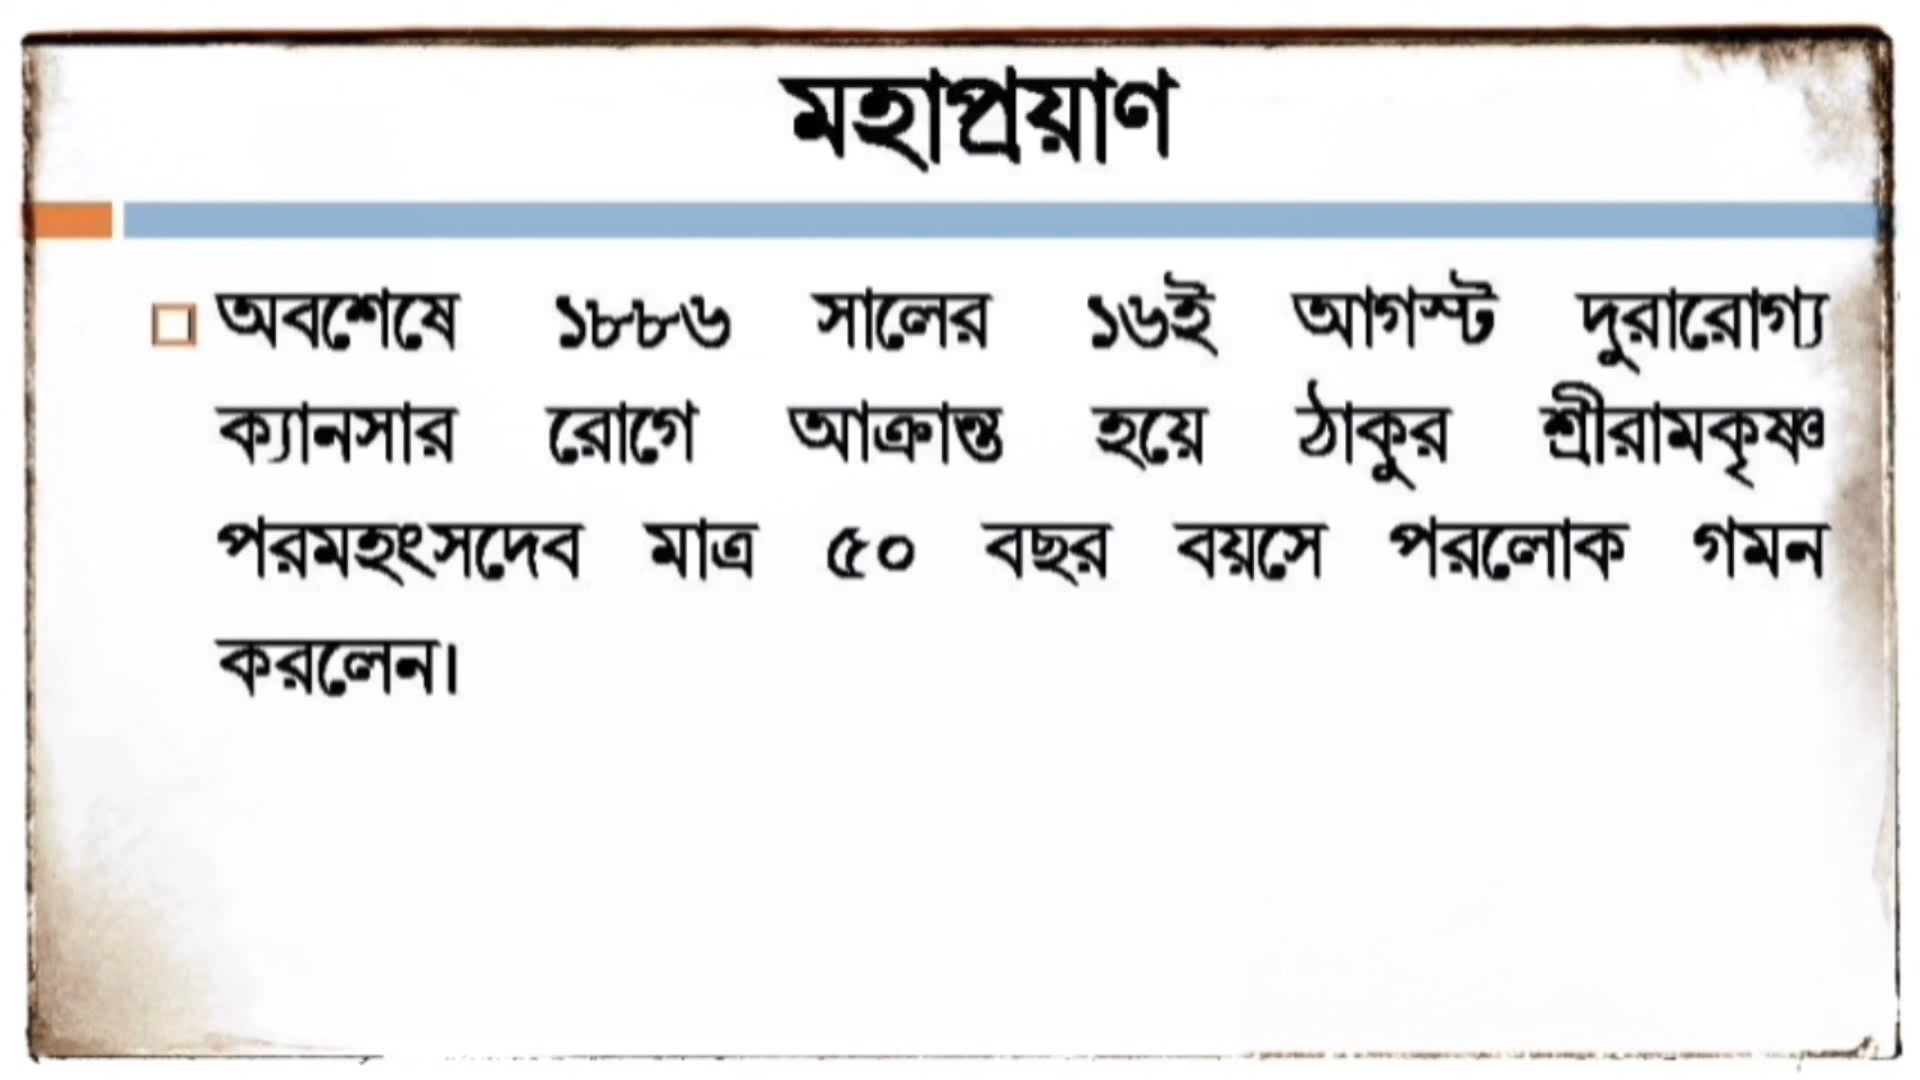 মহাপ্রয়াণ
অবশেষে ১৮৮৬ সালের ১৬ই আগস্ট দুরারোগ্য
ক্যানসার রোগে আক্রান্ত হয়ে ঠাকুর শ্রীরামকৃষ্ণ
পরমহংসদেব মাত্র ৫০ বছর বয়সে পরলোক গমন
করলেন।